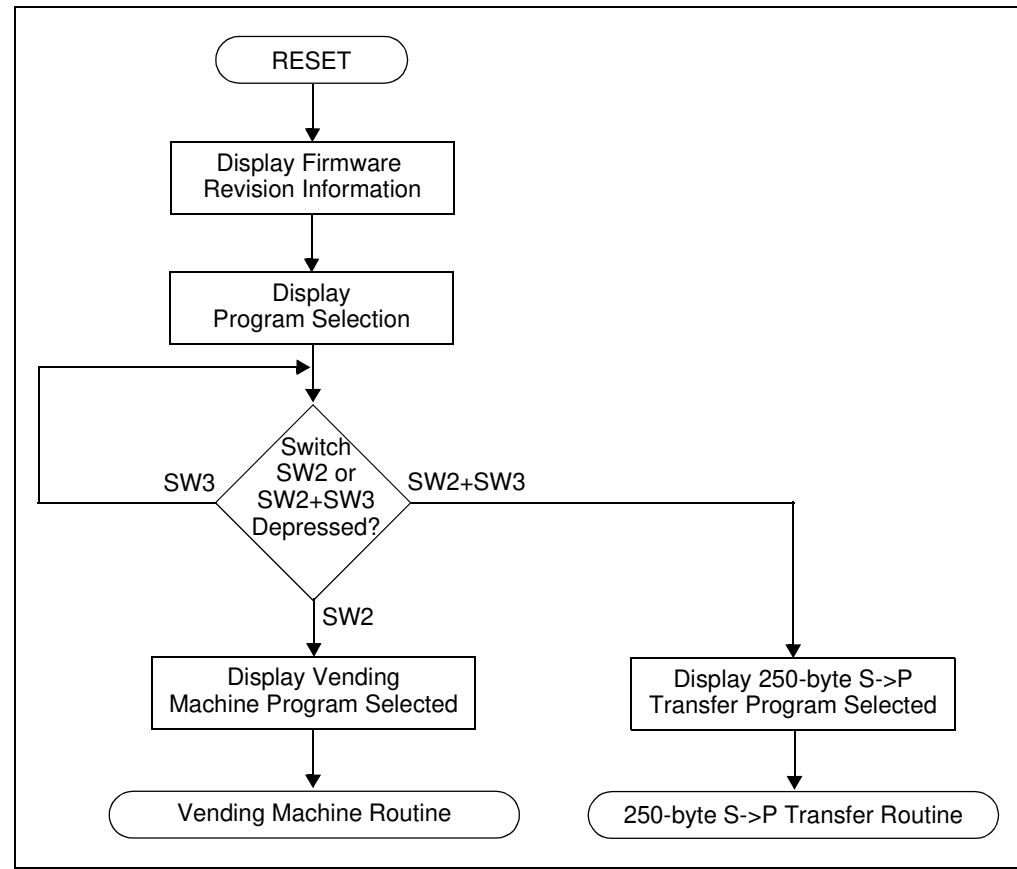 RESET
Display Firmware
Revision Information
Display
Program Selection
Switch
SW2 or
SW2+SW3
Depressed?
SW3
SW2+SW3
SW2
Display Vending
Machine Program Selected
Display 250-byte S->P
Transfer Program Selected
Vending Machine Routine
250-byte S->P Transfer Routine